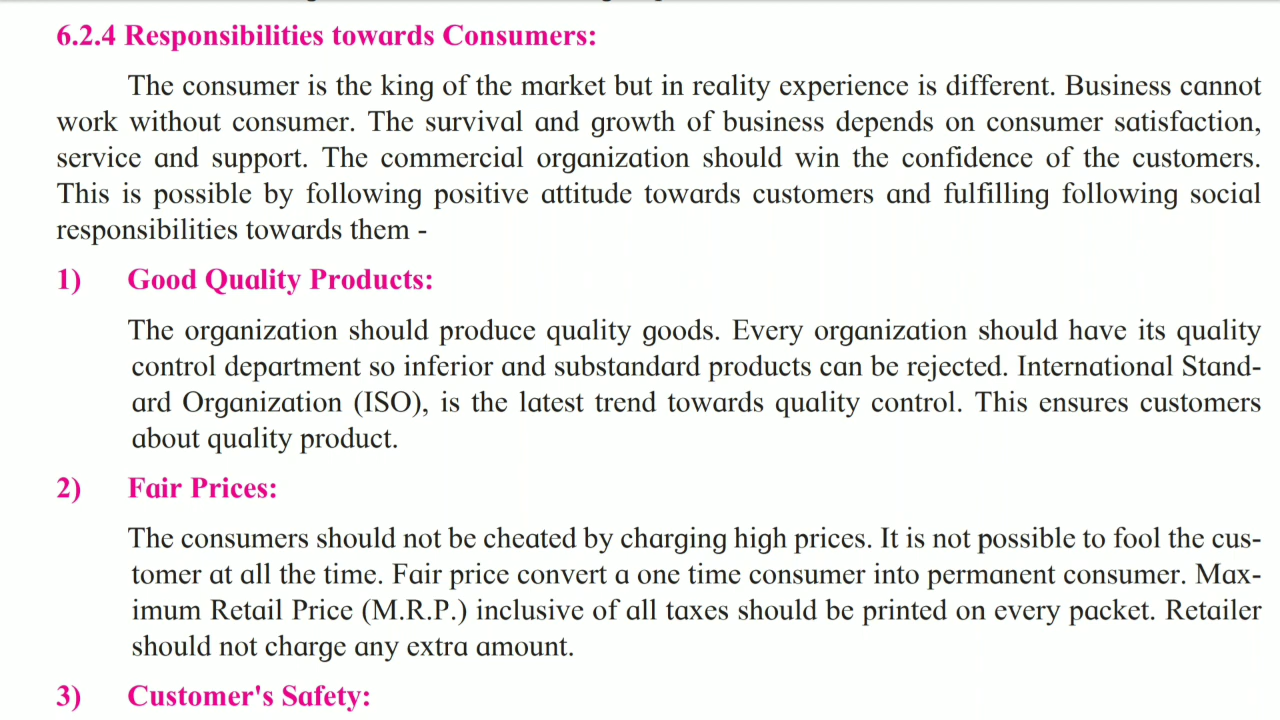 6.2.4 Responsibilities towards Consumers:
The consumer is the king of the market but in reality experience is different. Business cannot
work without consumer. The survival and growth of business depends on consumer satisfaction,
service and support. The commercial organization should win the confidence of the customers.
This is possible by following positive attitude towards customers and fulfilling following social
responsibilities towards them -
1) Good Quality Products:
The organization should produce quality goods. Every organization should have its quality
control department so inferior and substandard products can be rejected. International Stand-
ard Organization (ISO), is the latest trend towards quality control. This ensures customers
about quality product.
2) Fair Prices:
The consumers should not be cheated by charging high prices. It is not possible to fool the cus-
tomer at all the time. Fair price convert a one time consumer into permanent consumer. Max-
imum Retail Price (M.R.P.) inclusive of all taxes should be printed on every packet. Retailer
should not charge any extra amount.
3) Customer's Safety: